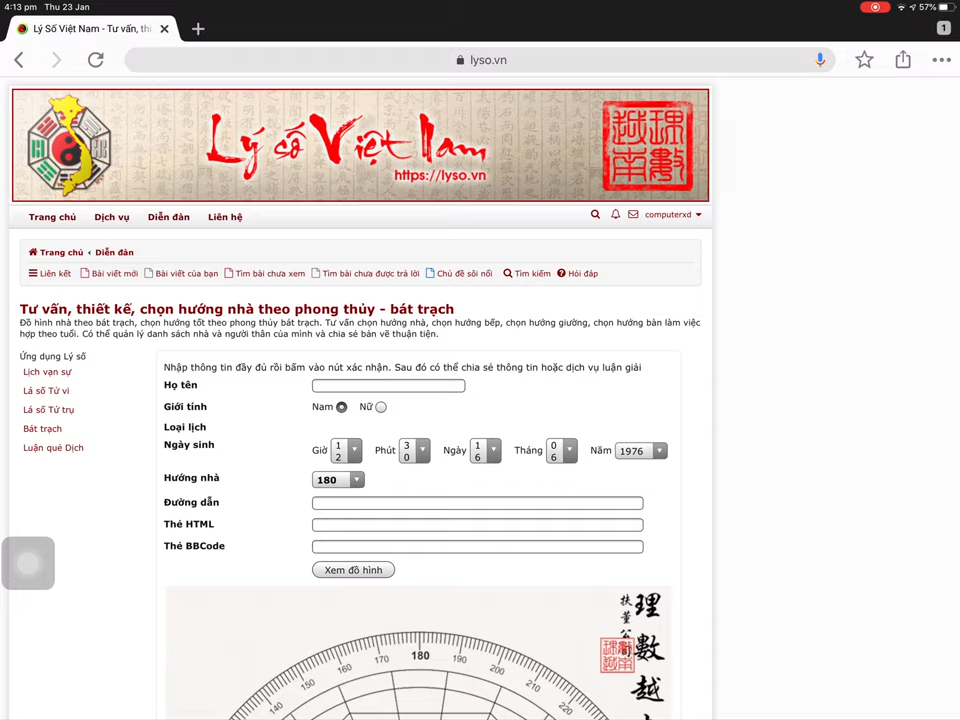 4:13 pm Thu 23 Jan
57%
Lý Số Việt Nam - Tư vấn, thi
1
lyso.vn
Lý số Việt Nam
https://lyso.vn
Trang chủ Dịch vụ Diễn đàn Liên hệ
computerxd
Trang chủ ‹ Diễn đàn
Liên kết Bài viết mới Bài viết của bạn Tìm bài chưa xem Tìm bài chưa được trả lời Chủ đề sôi nổi Tìm kiếm Hỏi đáp
Tư vấn, thiết kế, chọn hướng nhà theo phong thủy - bát trạch
Đồ hình nhà theo bát trạch, chọn hướng tốt theo phong thủy bát trạch. Tư vấn chọn hướng nhà, chọn hướng bếp, chọn hướng giường, chọn hướng bàn làm việc
hợp theo tuổi. Có thể quản lý danh sách nhà và người thân của mình và chia sẻ bản vẽ thuận tiện.
Ứng dụng Lý số
Lịch vạn sự
Lá số Tử vi
Lá số Tứ trụ
Bát trạch
Luận quẻ Dịch
Nhập thông tin đầy đủ rồi bấm vào nút xác nhận. Sau đó có thể chia sẻ thông tin hoặc dịch vụ luận giải
Họ tên
Giới tính Nam Nữ
Loại lịch
Ngày sinh Giờ 12 Phút 30 Ngày 16 Tháng 06 Năm 1976
Hướng nhà 180
Đường dẫn
Thẻ HTML
Thẻ BBCode
Xem đồ hình
理數越
扶董公
140 150 160 170 180 190 200 210 220